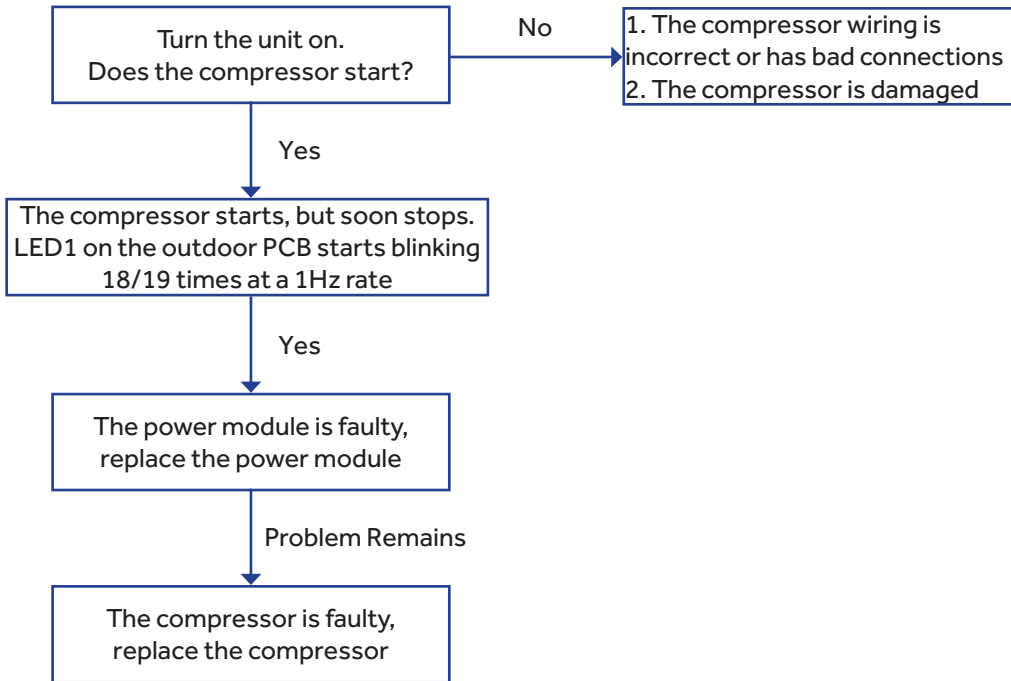 Turn the unit on.
Does the compressor start?
No
1. The compressor wiring is
incorrect or has bad connections
2. The compressor is damaged
Yes
The compressor starts, but soon stops.
LED1 on the outdoor PCB starts blinking
18/19 times at a 1Hz rate
Yes
The power module is faulty,
replace the power module
Problem Remains
The compressor is faulty,
replace the compressor